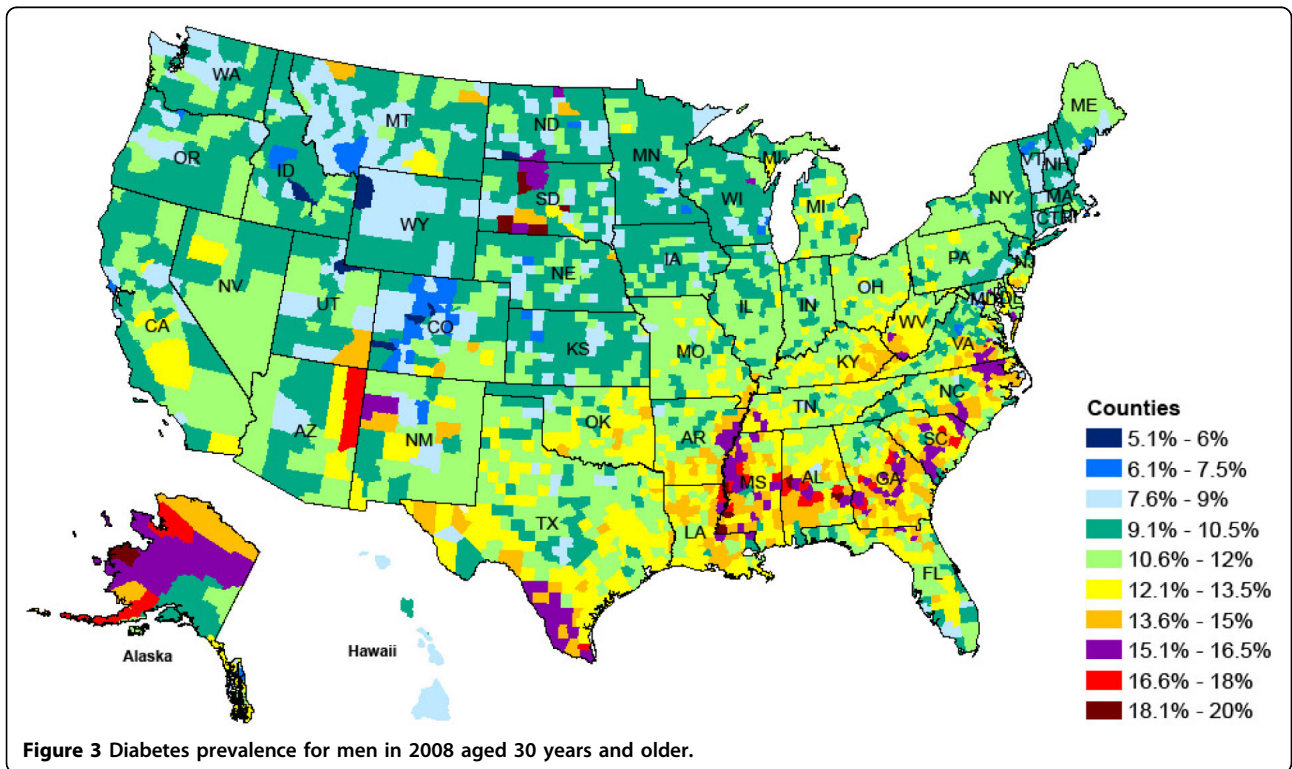 WA
MT
ND
MN
ME
OR
ID
SD
WI
MI
MI
VT
NH
NY
MA
CT
RI
WY
IA
NE
PA
NJ
NV
UT
CO
IL
IN
OH
MD
DE
WV
VA
CA
KS
MO
KY
NC
TN
AZ
NM
OK
AR
SC
MS
AL
GA
TX
LA
FL
Alaska
Hawaii
Counties
5.1% - 6%
6.1% - 7.5%
7.6% - 9%
9.1% - 10.5%
10.6% - 12%
12.1% - 13.5%
13.6% - 15%
15.1% - 16.5%
16.6% - 18%
18.1% - 20%
Figure 3 Diabetes prevalence for men in 2008 aged 30 years and older.